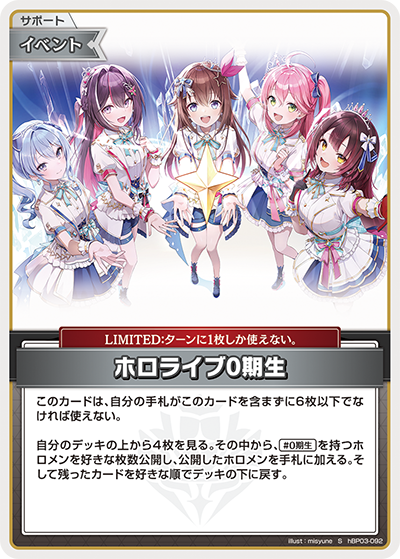 サポート
イベント
LIMITED:ターンに1枚しか使えない。
ホロライブ0期生
このカードは、自分の手札がこのカードを含まずに6枚以下でな
ければ使えない。
自分のデッキの上から4枚を見る。その中から、#0期生を持つホ
ロメンを好きな枚数公開し、公開したホロメンを手札に加える。そ
して残ったカードを好きな順でデッキの下に戻す。
illust：misyune S hBP03-092